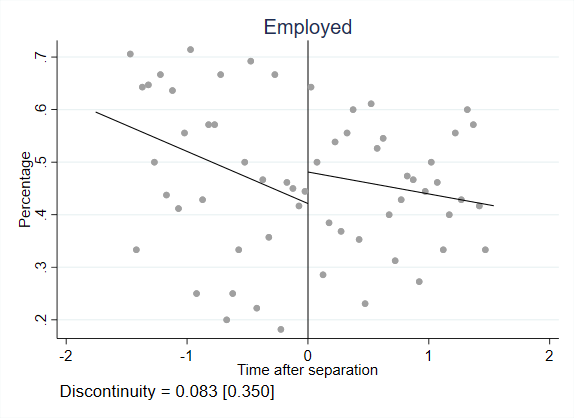 Employed
Percentage
.7
.6
.5
.4
.3
.2
-2 -1 0 1 2
Time after separation
Discontinuity = 0.083 [0.350]